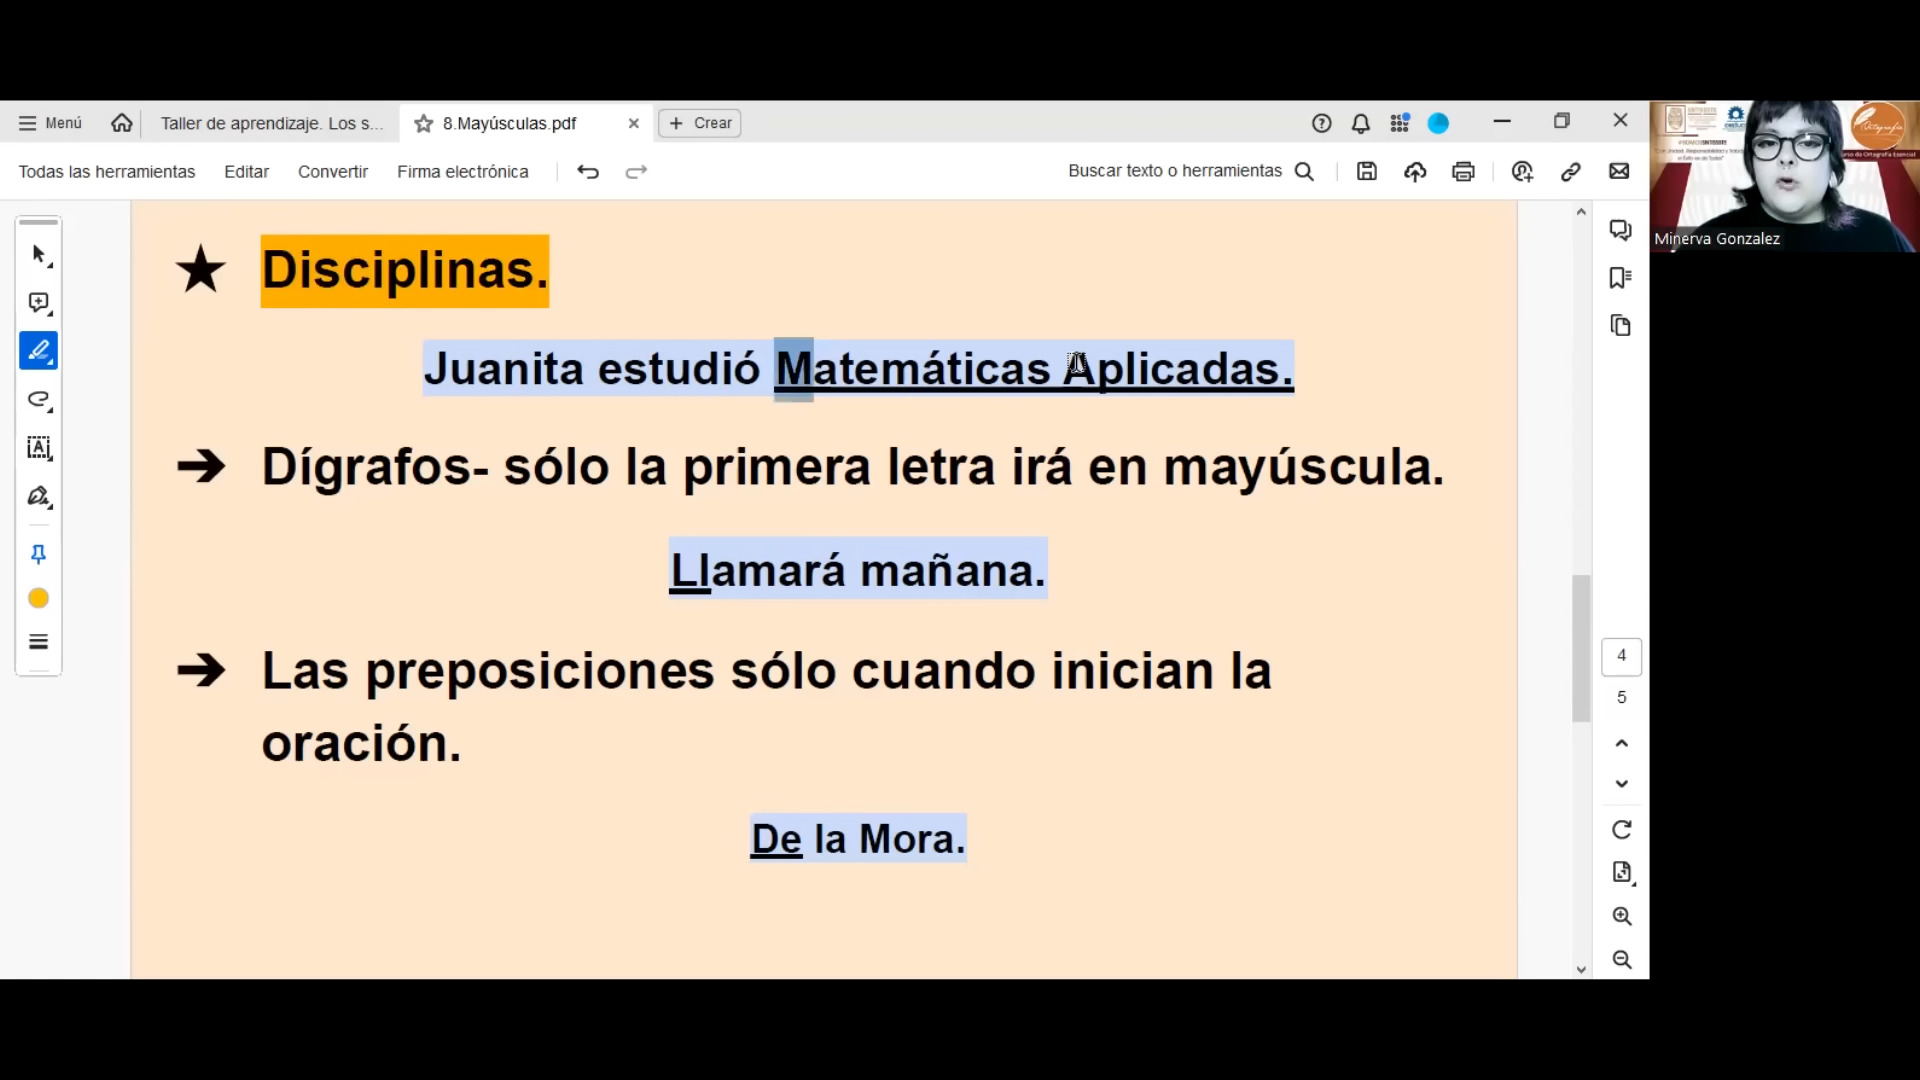 Menú
Taller de aprendizaje. Los s...
8.Mayúsculas.pdf
Crear
Todas las herramientas
Editar
Convertir
Firma electrónica
Buscar texto o herramientas
Minerva Gonzalez
Disciplinas.
Juanita estudió Matemáticas Aplicadas.
Dígrafos- sólo la primera letra irá en mayúscula.
Llamará mañana.
Las preposiciones sólo cuando inician la
oración.
De la Mora.
4
5